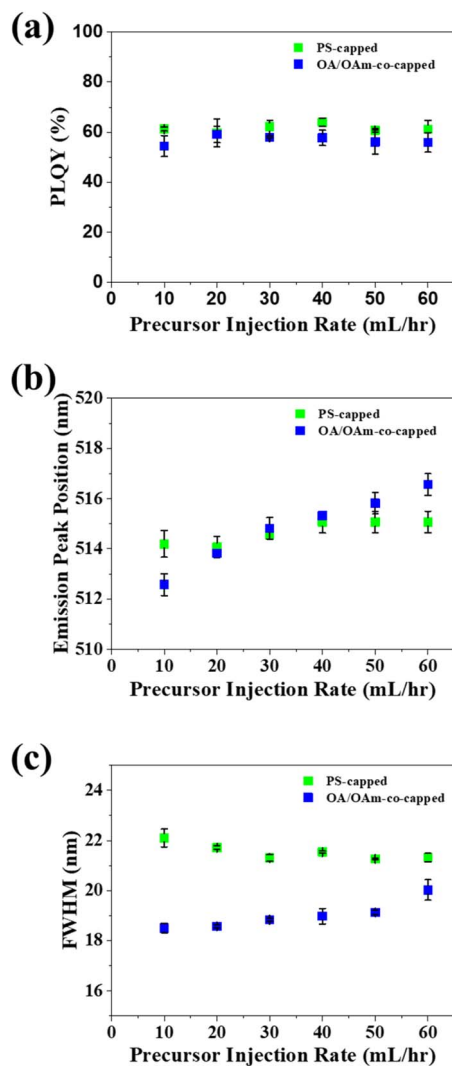 (a)
100
80
60
40
20
0
PLQY (%)
PS-capped
OA/OAm-co-capped
0 10 20 30 40 50 60
Precursor Injection Rate (mL/hr)
(b)
520
518
516
514
512
510
Emission Peak Position (nm)
PS-capped
OA/OAm-co-capped
0 10 20 30 40 50 60
Precursor Injection Rate (mL/hr)
(c)
24
22
20
18
16
FWHM (nm)
PS-capped
OA/OAm-co-capped
0 10 20 30 40 50 60
Precursor Injection Rate (mL/hr)